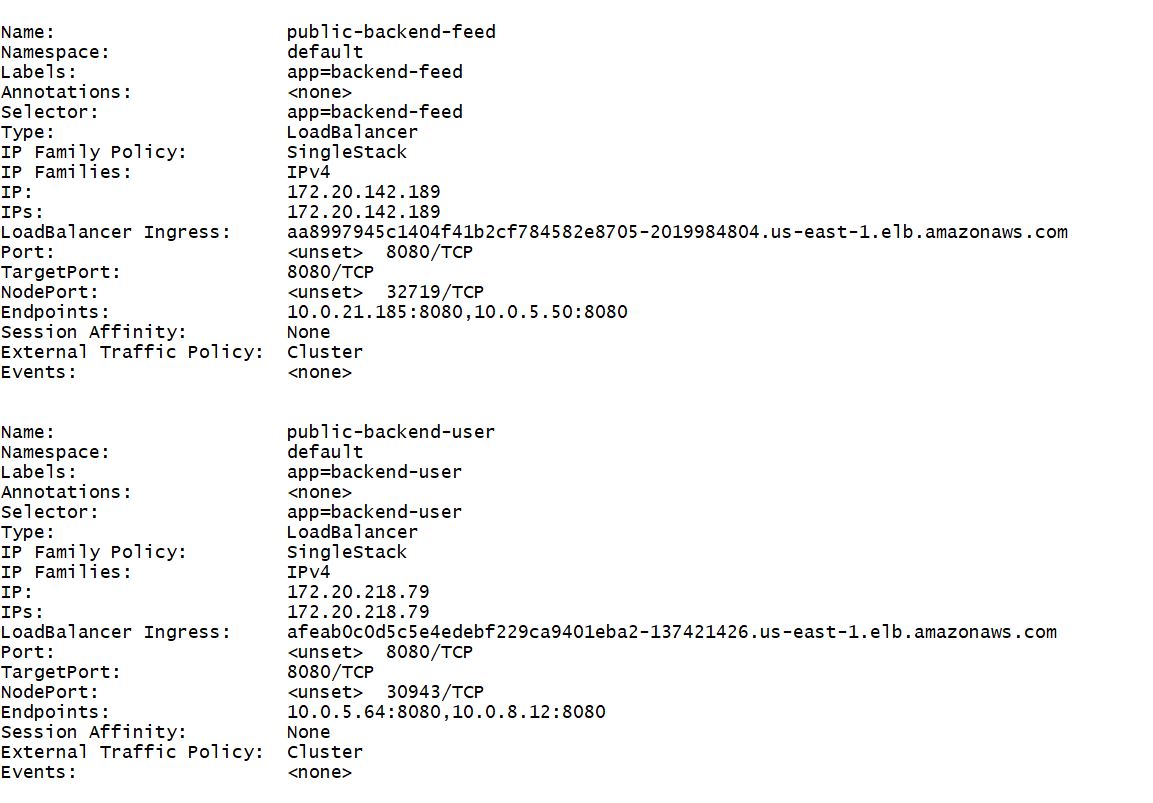 Name:                     public-backend-feed
Namespace:                default
Labels:                   app=backend-feed
Annotations:              <none>
Selector:                 app=backend-feed
Type:                     LoadBalancer
IP Family Policy:         SingleStack
IP Families:              IPv4
IP:                       172.20.142.189
IPs:                      172.20.142.189
LoadBalancer Ingress:     aa8997945c1404f41b2cf784582e8705-2019984804.us-east-1.elb.amazonaws.com
Port:                     <unset>  8080/TCP
TargetPort:               8080/TCP
NodePort:                 <unset>  32719/TCP
Endpoints:                10.0.21.185:8080,10.0.5.50:8080
Session Affinity:         None
External Traffic Policy:  Cluster
Events:                   <none>
Name:                     public-backend-user
Namespace:                default
Labels:                   app=backend-user
Annotations:              <none>
Selector:                 app=backend-user
Type:                     LoadBalancer
IP Family Policy:         SingleStack
IP Families:              IPv4
IP:                       172.20.218.79
IPs:                      172.20.218.79
LoadBalancer Ingress:     afeab0c0d5c5e4edebf229ca9401eba2-137421426.us-east-1.elb.amazonaws.com
Port:                     <unset>  8080/TCP
TargetPort:               8080/TCP
NodePort:                 <unset>  30943/TCP
Endpoints:                10.0.5.64:8080,10.0.8.12:8080
Session Affinity:         None
External Traffic Policy:  Cluster
Events:                   <none>